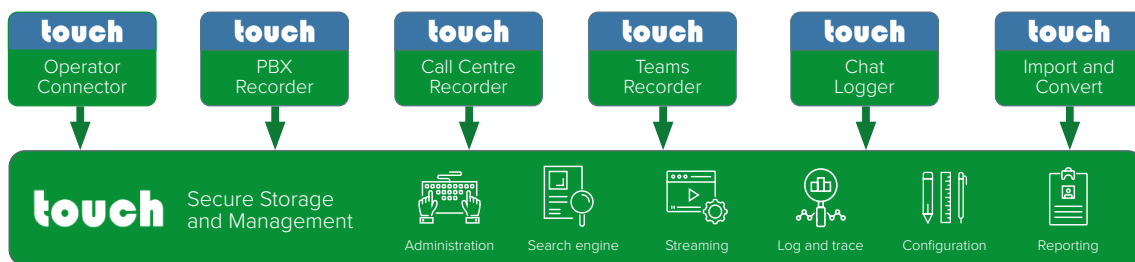 touch
Operator
Connector
touch
PBX
Recorder
touch
Call Centre
Recorder
touch
Teams
Recorder
touch
Chat
Logger
touch
Import and
Convert
touch
Secure Storage
and Management
Administration
Search engine
Streaming
Log and trace
Configuration
Reporting